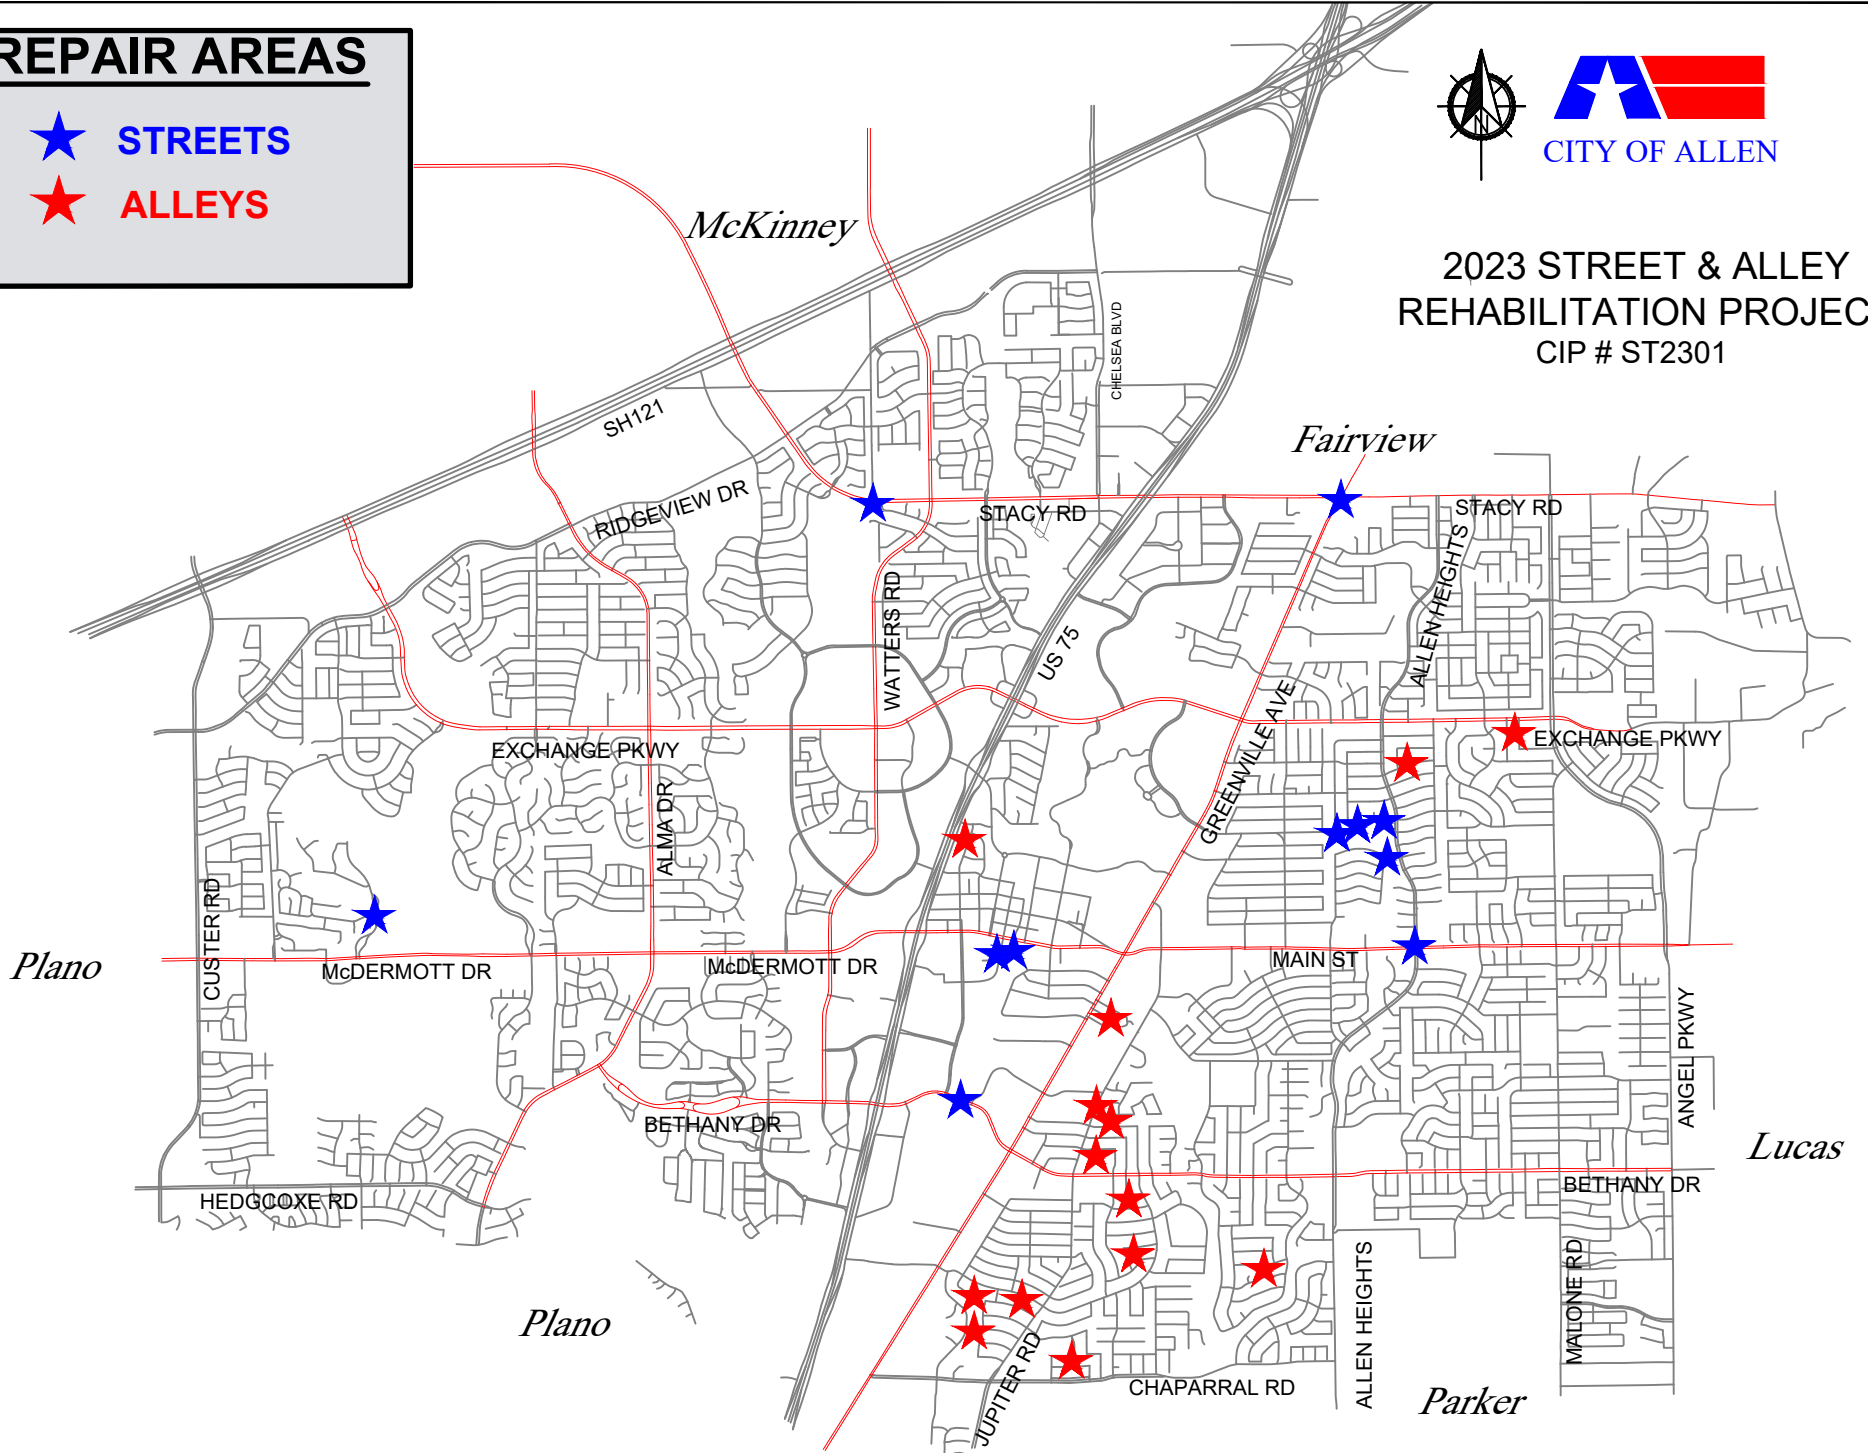 REPAIR AREAS
STREETS
ALLEYS
N
CITY OF ALLEN
2023 STREET & ALLEY
REHABILITATION PROJEC
CIP # ST2301
McKinney
CHELSEA BLVD
SH121
Fairview
RIDGEVIEW DR
STACY RD
STACY RD
ALLEN HEIGHTS
WATTERS RD
US 75
GREENVILLE AVE
EXCHANGE PKWY
EXCHANGE PKWY
ALMA DR
CUSTER RD
Plano
McDERMOTT DR
McDERMOTT DR
MAIN ST
ANGEL PKWY
BETHANY DR
Lucas
BETHANY DR
HEDGCOXE RD
Plano
JUPITER RD
CHAPARRAL RD
ALLEN HEIGHTS
MALONE RD
Parker